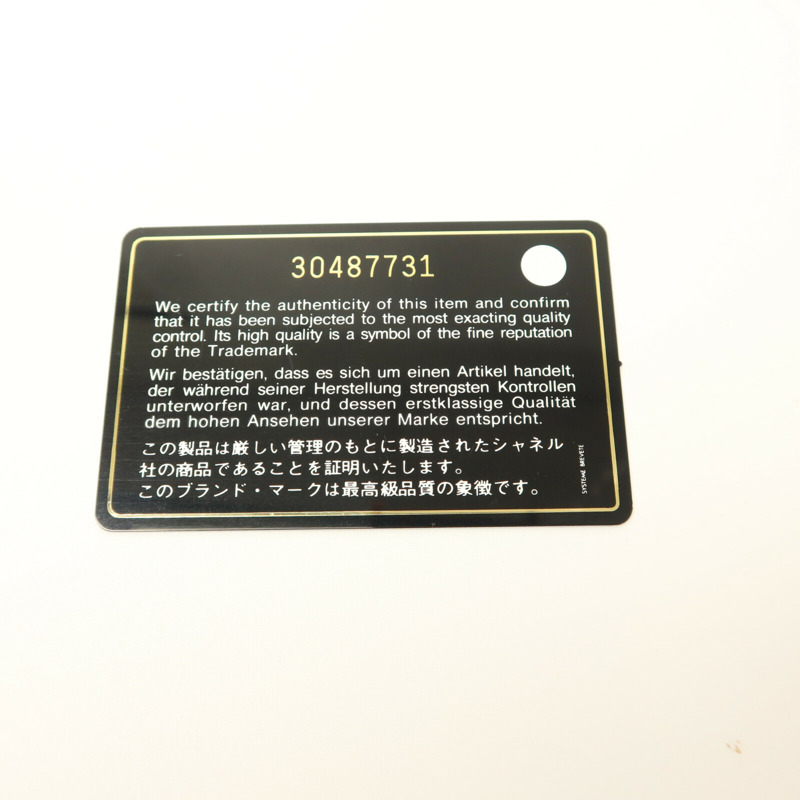 30487731
We certify the authenticity of this item and confirm
that it has been subjected to the most exacting quality
control. Its high quality is a symbol of the fine reputation
of the Trademark.
Wir bestätigen, dass es sich um einen Artikel handelt,
der während seiner Herstellung strengsten Kontrollen
unterworfen war, und dessen erstklassige Qualität
dem hohen Ansehen unserer Marke entspricht.
この製品は厳しい管理のもとに製造されたシャネル
社の商品であることを証明いたします。
このブランド・マークは最高級品質の象徴です。
SYSTEME BREVETE